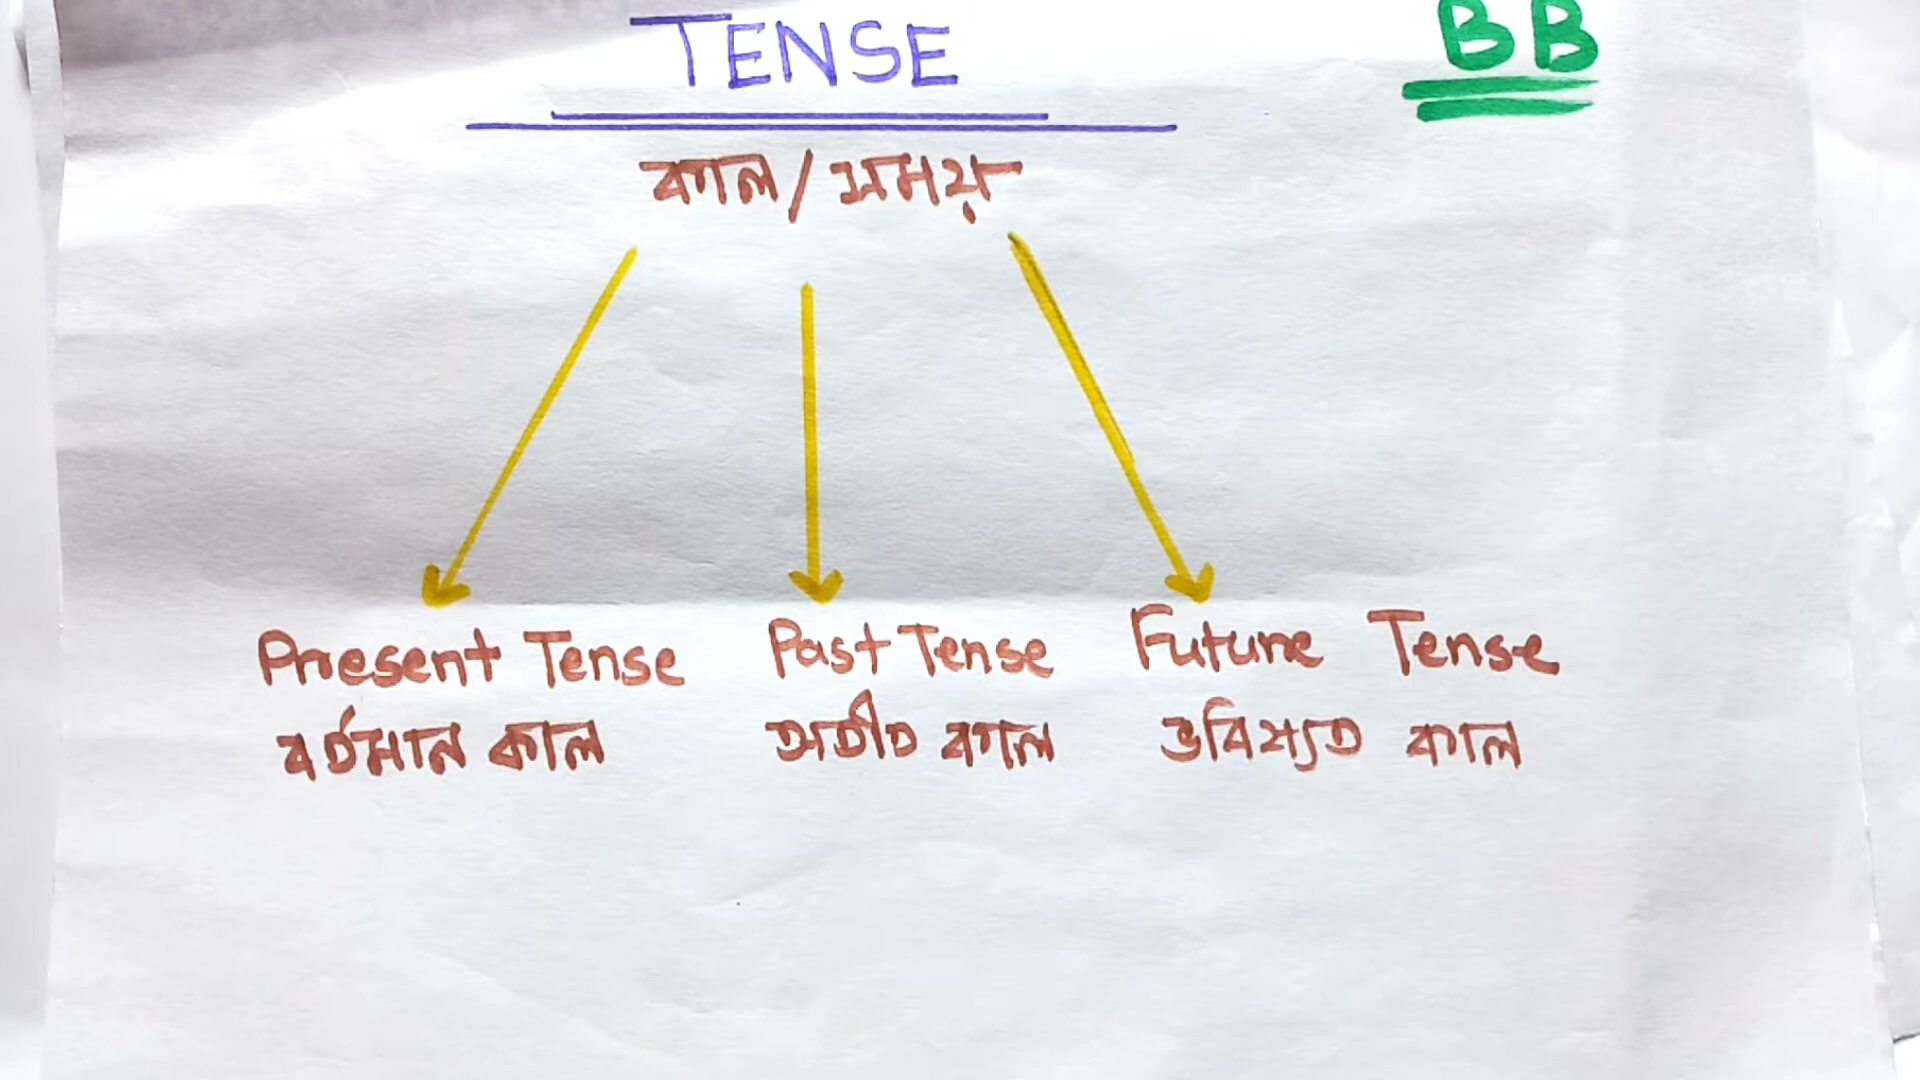 TENSE
BB
কাল/সময়
Present Tense Past Tense Future Tense
বর্তমান কাল অতীত কাল ভবিষ্যত কাল